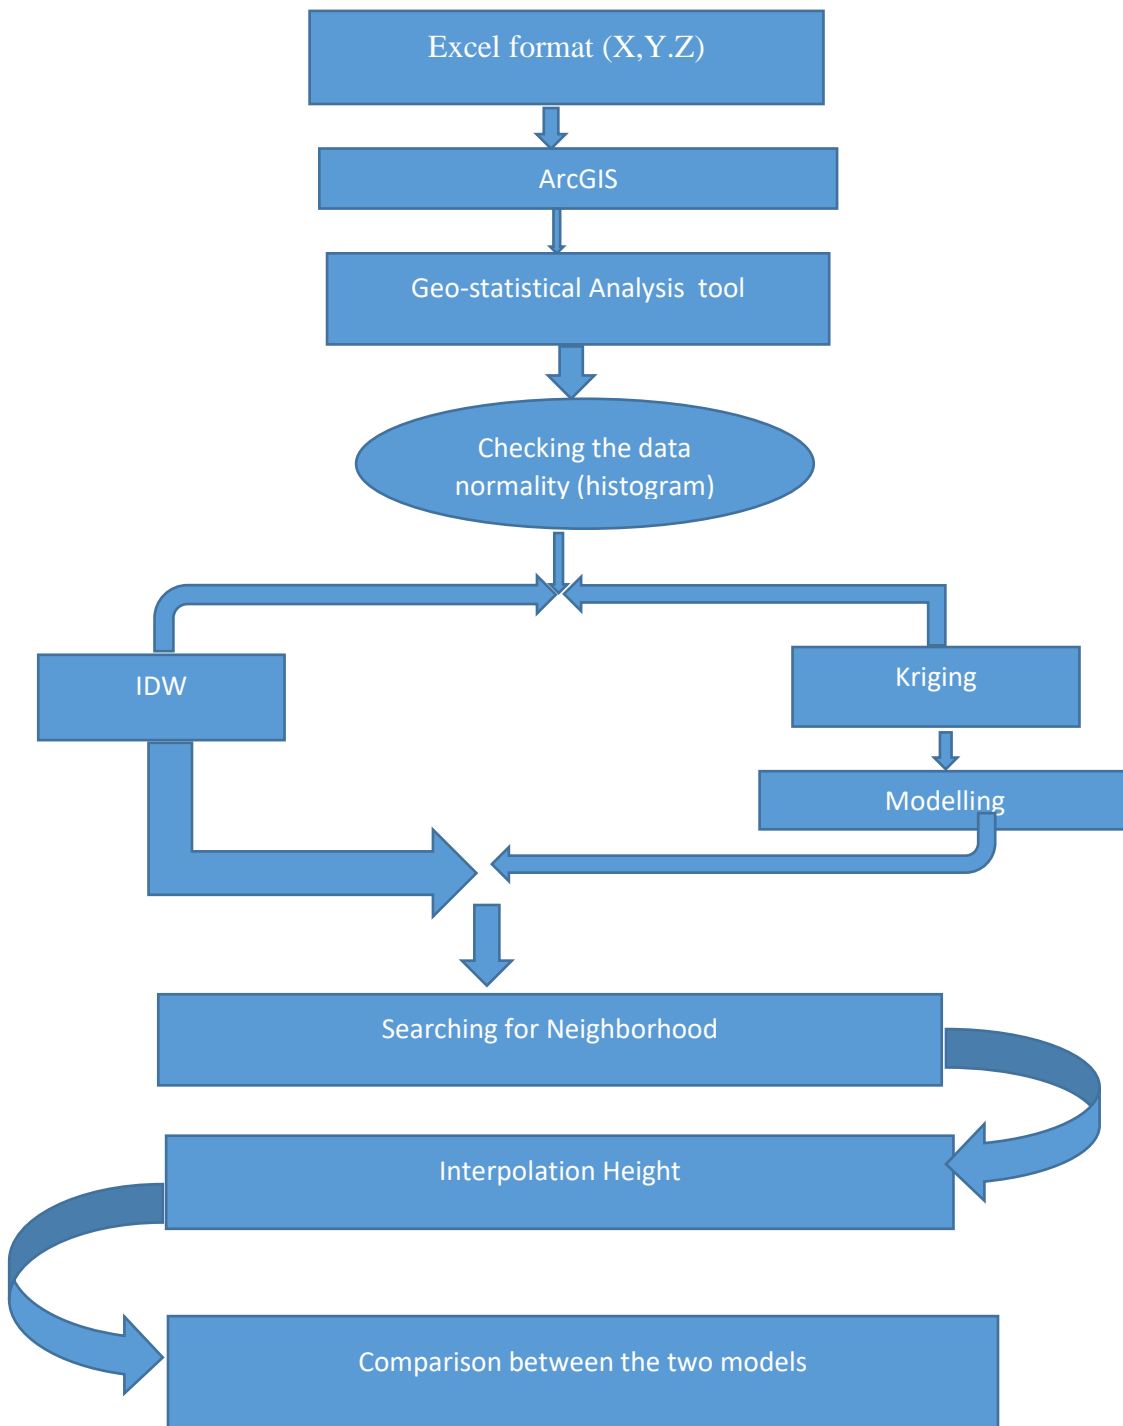 Excel format (X,Y.Z)
ArcGIS
Geo-statistical Analysis  tool
Checking the data
normality (histogram)
IDW
Kriging
Modelling
Searching for Neighborhood
Interpolation Height
Comparison between the two models